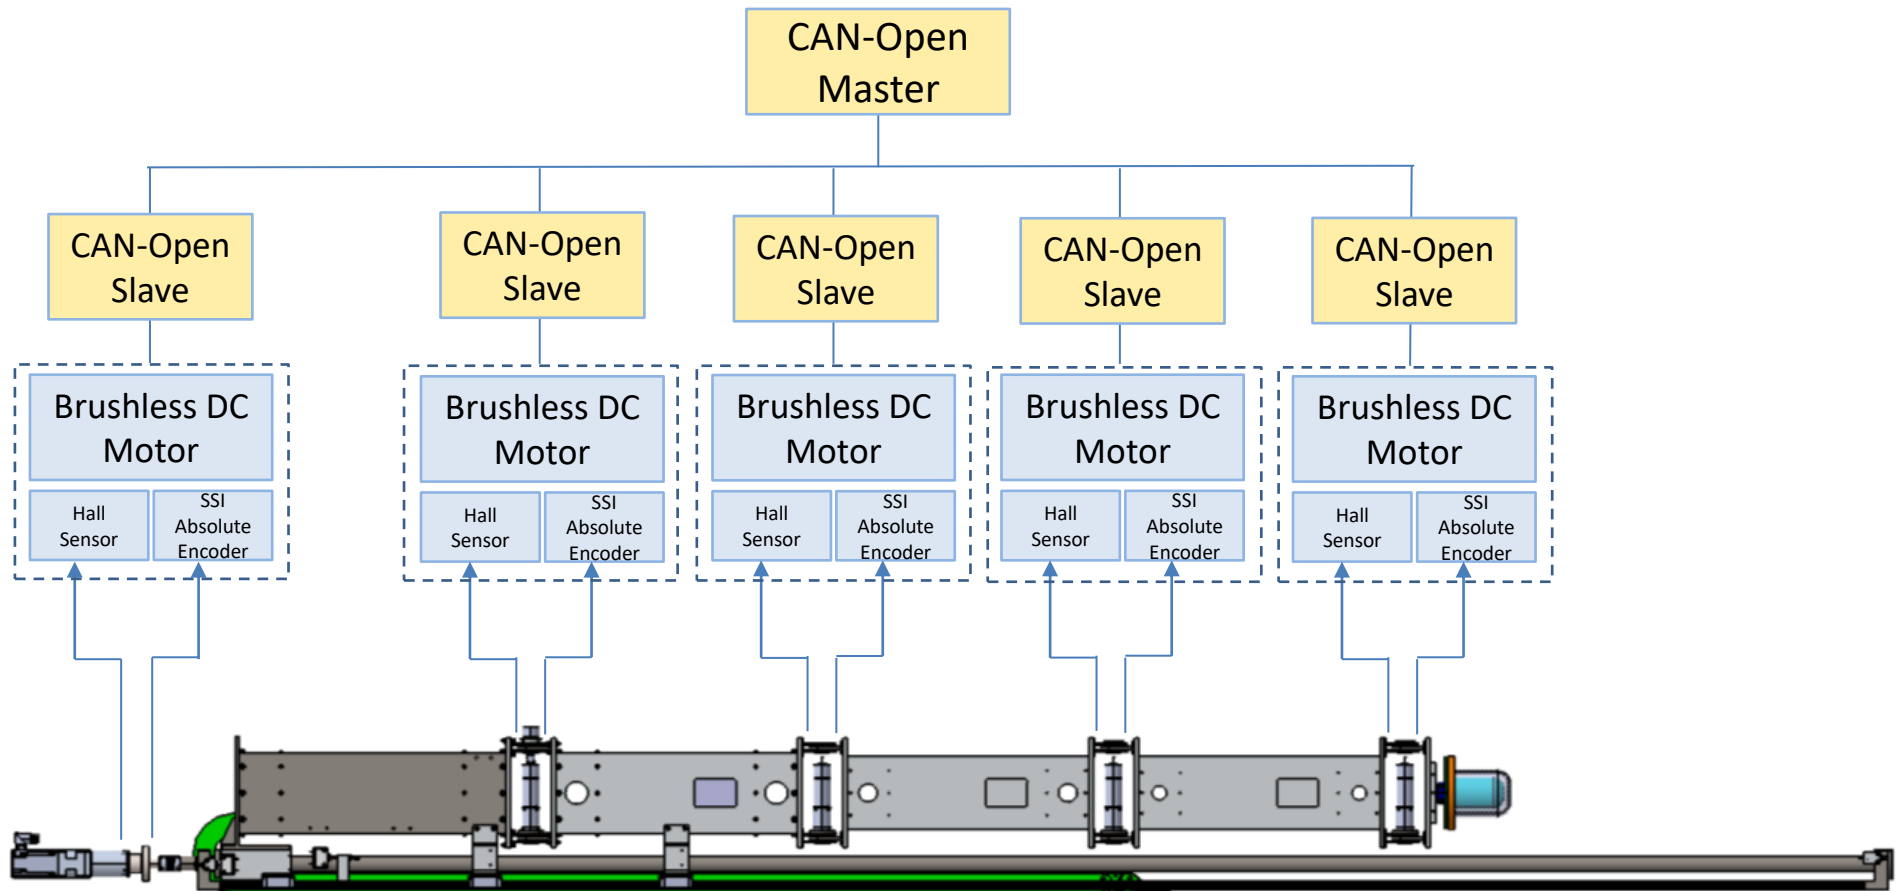 CAN-Open
Master
CAN-Open
Slave
CAN-Open
Slave
CAN-Open
Slave
CAN-Open
Slave
CAN-Open
Slave
Brushless DC
Motor
Hall
Sensor
SSI
Absolute
Encoder
Brushless DC
Motor
Hall
Sensor
SSI
Absolute
Encoder
Brushless DC
Motor
Hall
Sensor
SSI
Absolute
Encoder
Brushless DC
Motor
Hall
Sensor
SSI
Absolute
Encoder
Brushless DC
Motor
Hall
Sensor
SSI
Absolute
Encoder